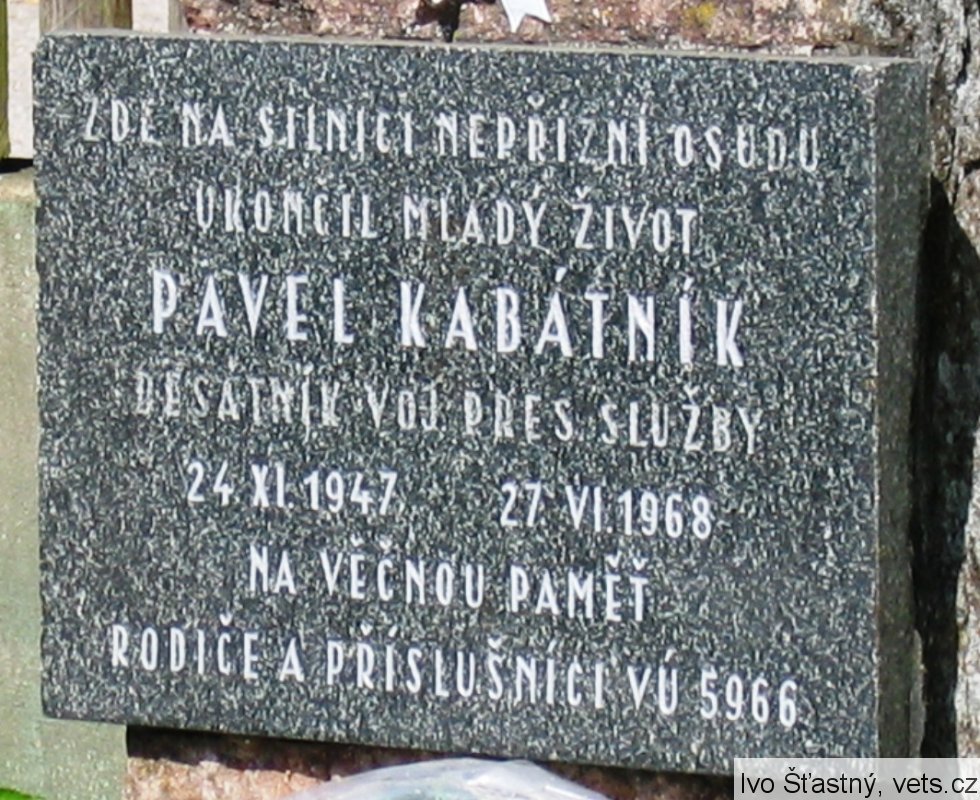 ZDE NA SILNICI NEPŘÍZNÍ OSUDU
UKONČIL MLADÝ ŽIVOT
PAVEL KABÁTNÍK
DESÁTNÍK VOJ. PRES. SLUŽBY
24. XI. 1947 27. VI. 1968
NA VĚČNOU PAMĚŤ
RODIČE A PŘÍSLUŠNÍCI VÚ 5966
Ivo Šťastný, vets.cz